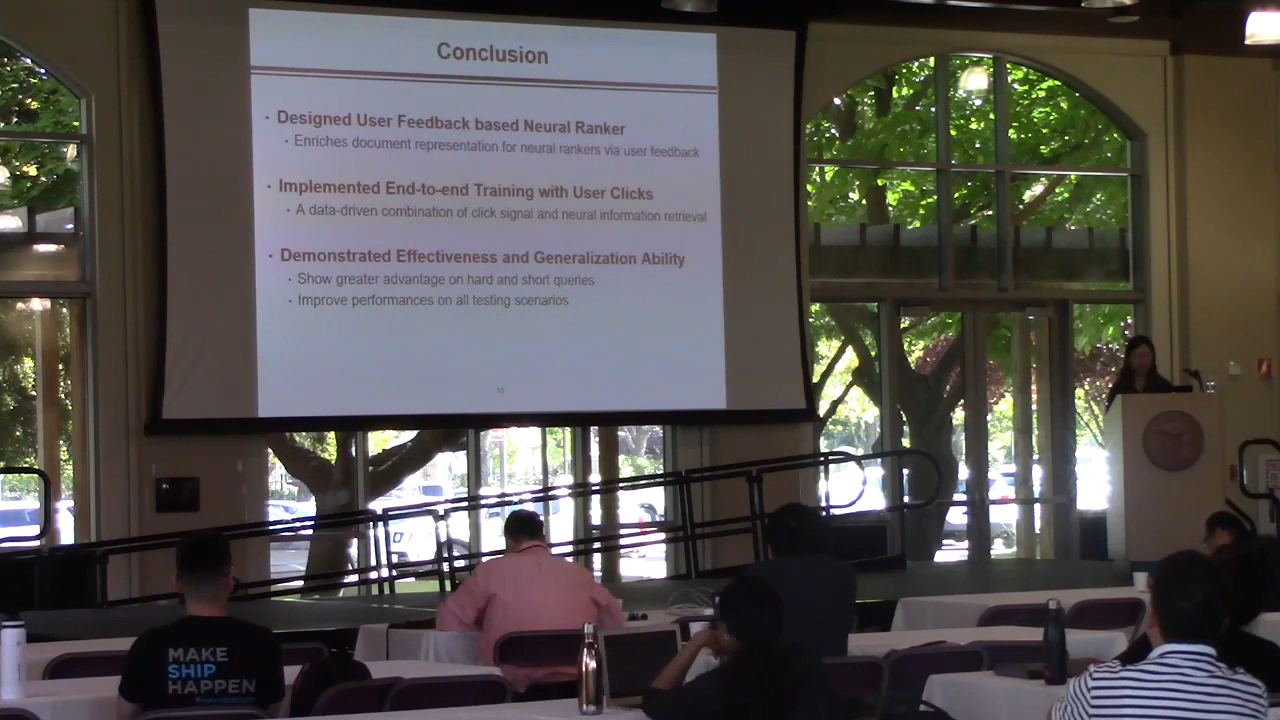 Conclusion
• Designed User Feedback based Neural Ranker
• Enriches document representation for neural rankers via user feedback
• Implemented End-to-end Training with User Clicks
• A data-driven combination of click signal and neural information retrieval
• Demonstrated Effectiveness and Generalization Ability
• Show greater advantage on hard and short queries
• Improve performances on all testing scenarios
MAKE
SHIP
HAPPEN